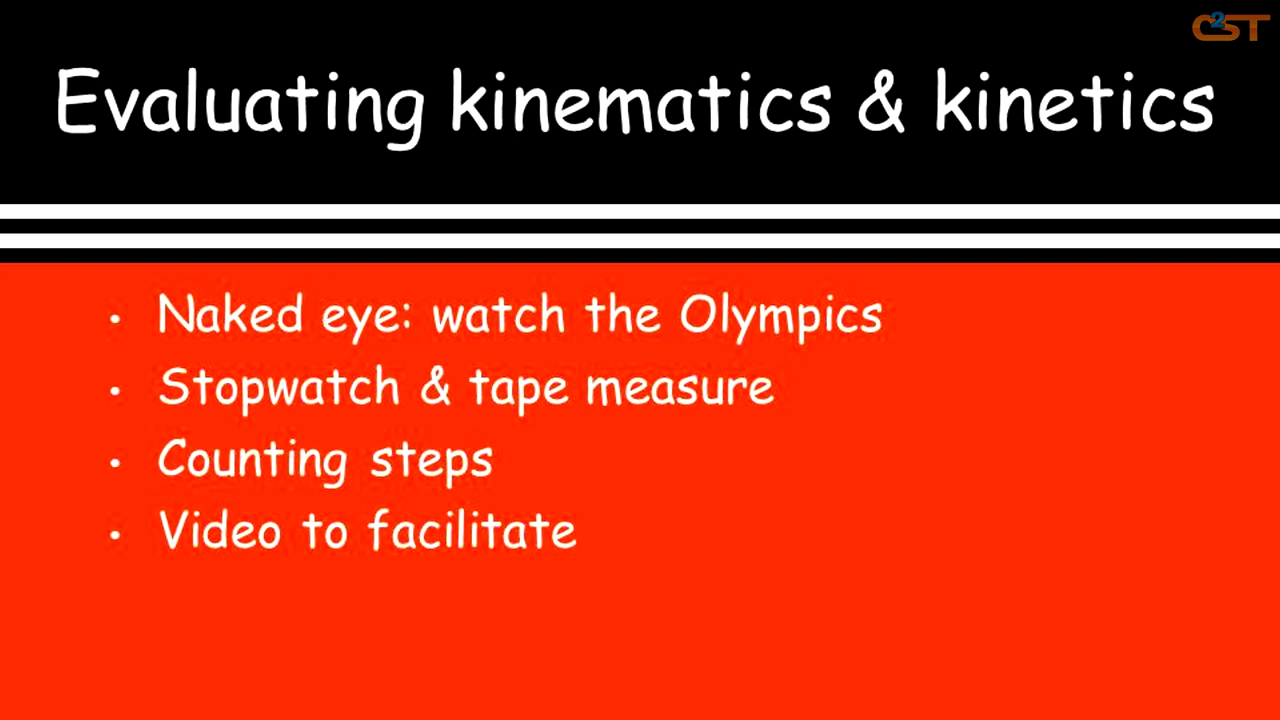 C2ST
Evaluating kinematics & kinetics
• Naked eye: watch the Olympics
• Stopwatch & tape measure
• Counting steps
• Video to facilitate